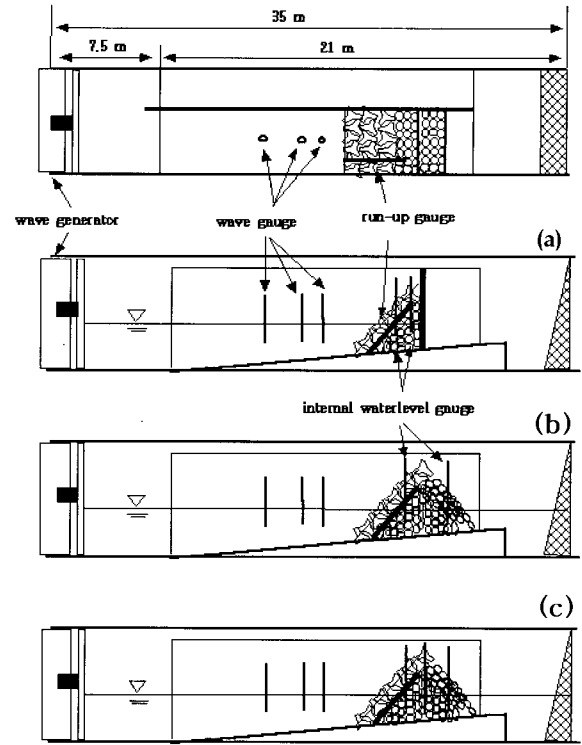 35 m
7.5 m
21 m
wave generator
wave gauge
run-up gauge
(a)
internal waterlevel gauge
(b)
(c)